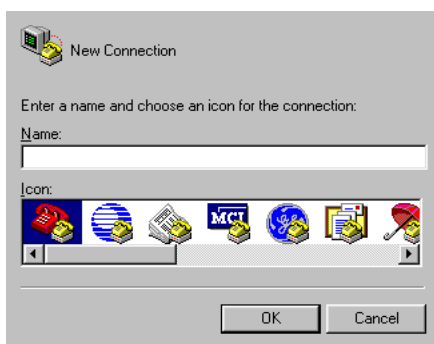 New Connection
Enter a name and choose an icon for the connection:
Name:
Icon:
MCI
OK Cancel